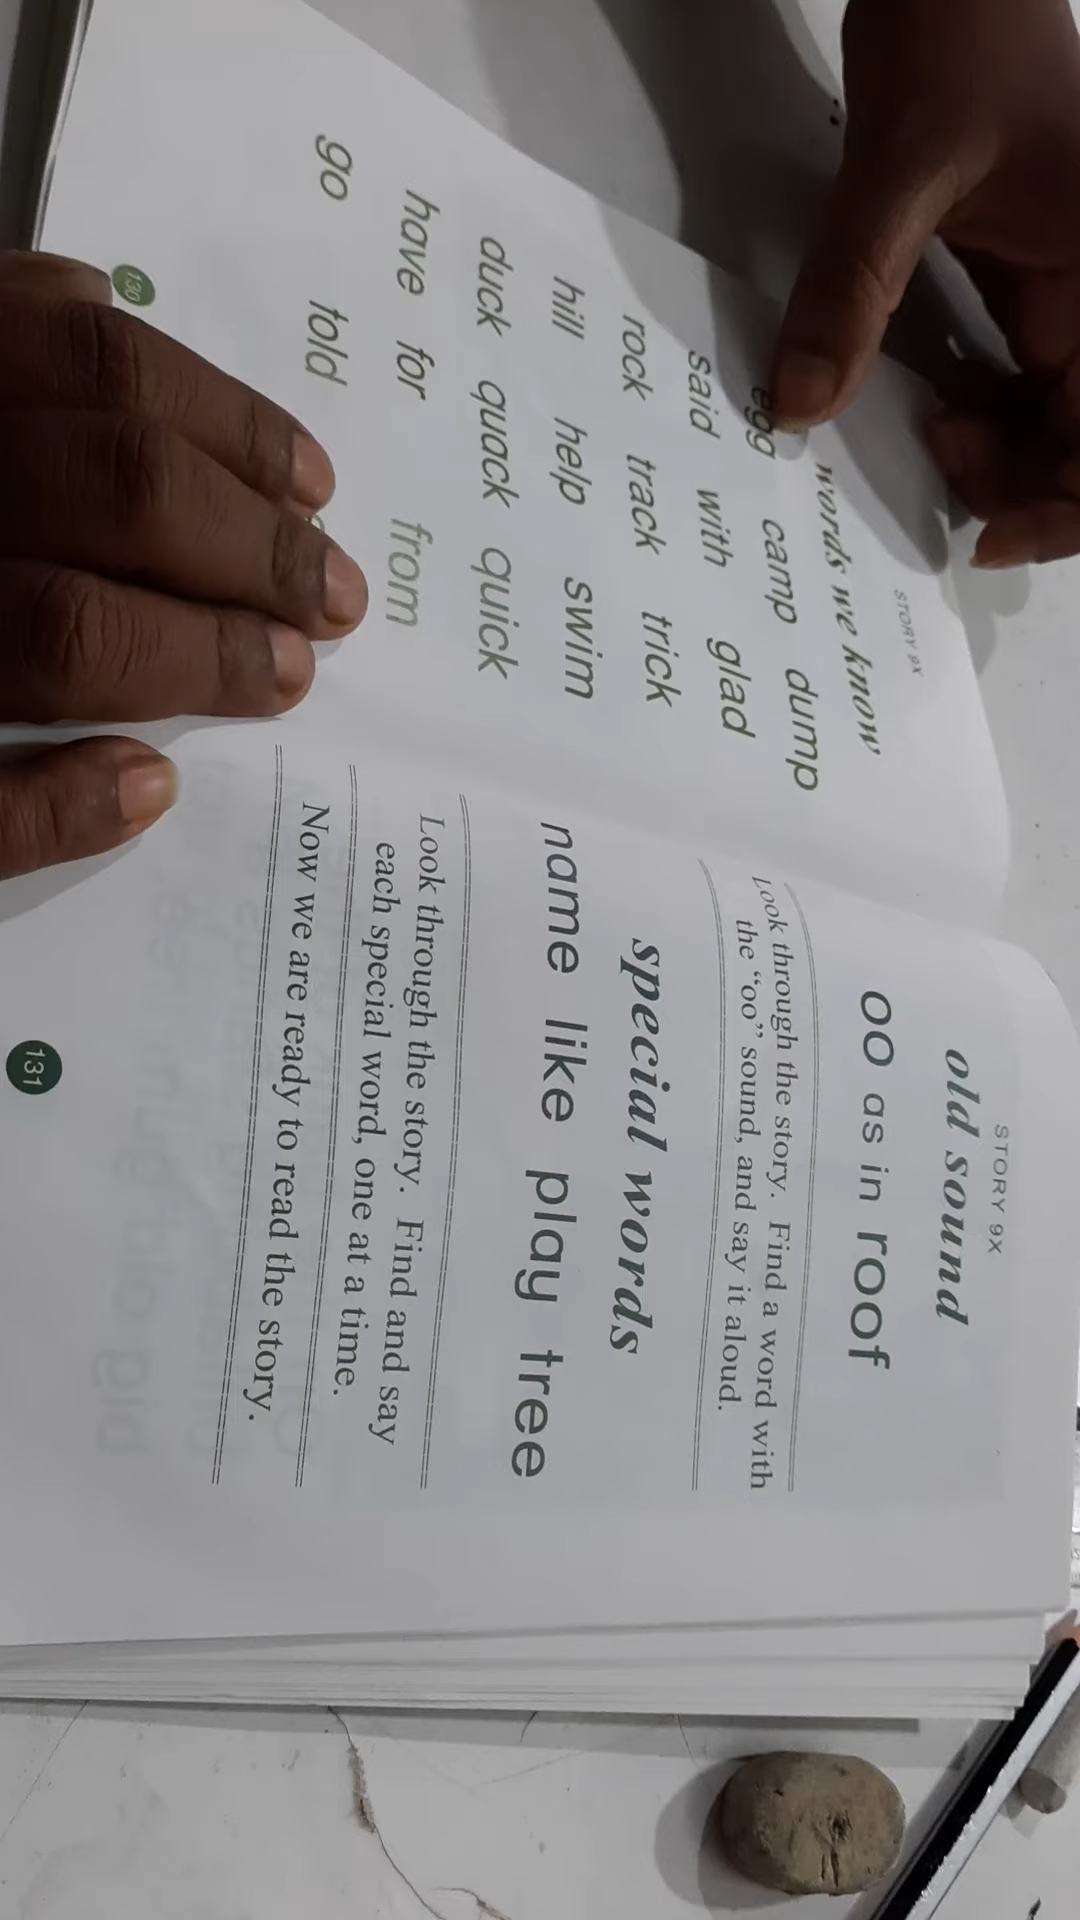 STORY 9X
words we know
egg camp dump
said with glad
rock track trick
hill help swim
duck quack quick
have for from
go told
130
STORY 9X
old sound
oo as in roof
Look through the story. Find a word with
the “oo” sound, and say it aloud.
special words
name like play tree
Look through the story. Find and say
each special word, one at a time.
Now we are ready to read the story.
131